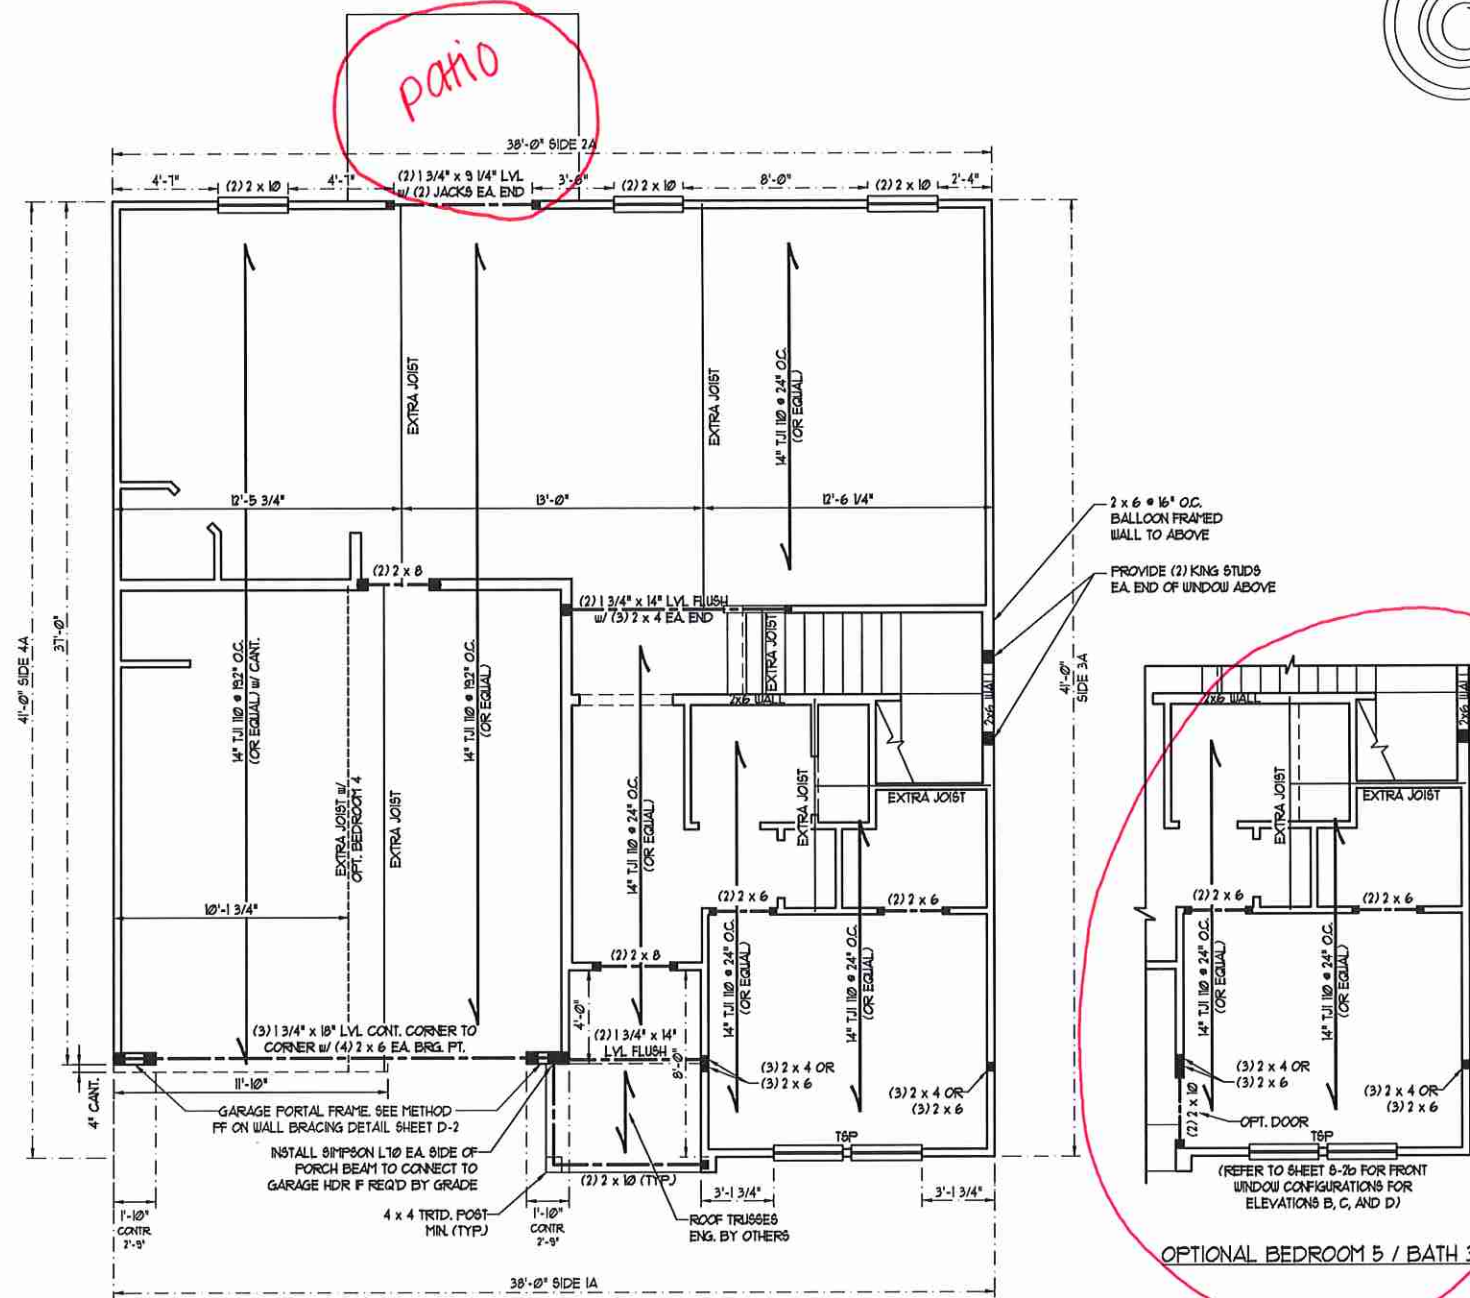 patio
38'-0" SIDE 2A
4'-7"
(2) 2 x 10
4'-7"
(2) 1 3/4" x 9 1/4" LVL
w/ (2) JACKS EA. END
3'-8"
(2) 2 x 10
8'-0"
(2) 2 x 10
2'-4"
41'-0" SIDE 4A
37'-0"
14" TJI 110 @ 19.2" O.C.
(OR EQUAL) w/ CANT.
14" TJI 110 @ 19.2" O.C.
(OR EQUAL)
EXTRA JOIST
EXTRA JOIST
14" TJI 110 @ 24" O.C.
(OR EQUAL)
12'-5 3/4"
13'-0"
12'-6 1/4"
2 x 6 @ 16" O.C.
BALLOON FRAMED
WALL TO ABOVE
PROVIDE (2) KING STUDS
EA. END OF WINDOW ABOVE
(2) 2 x 8
(2) 1 3/4" x 14" LVL FLUSH
w/ (3) 2 x 4 EA. END
EXTRA JOIST
2x6 WALL
2x6 WALL
41'-0"
SIDE 3A
EXTRA JOIST w/
OPT. BEDROOM 4
EXTRA JOIST
14" TJI 110 @ 24" O.C.
(OR EQUAL)
EXTRA JOIST
EXTRA JOIST
10'-1 3/4"
(2) 2 x 6
(2) 2 x 6
(2) 2 x 8
14" TJI 110 @ 24" O.C.
(OR EQUAL)
14" TJI 110 @ 24" O.C.
(OR EQUAL)
4'-0"
8'-0"
(3) 1 3/4" x 18" LVL CONT. CORNER TO
CORNER w/ (4) 2 x 6 EA. BRG. PT.
(2) 1 3/4" x 14"
LVL FLUSH
(3) 2 x 4 OR
(3) 2 x 6
(3) 2 x 4 OR
(3) 2 x 6
4" CANT.
11'-10"
GARAGE PORTAL FRAME. SEE METHOD
PF ON WALL BRACING DETAIL SHEET D-2
INSTALL SIMPSON L70 EA. SIDE OF
PORCH BEAM TO CONNECT TO
GARAGE HDR IF REQ'D BY GRADE
4 x 4 TRTD. POST
MIN. (TYP.)
TSP
(2) 2 x 10 (TYP.)
ROOF TRUSSES
ENG. BY OTHERS
3'-1 3/4"
3'-1 3/4"
1'-10"
CONTR.
2'-9"
1'-10"
CONTR.
2'-9"
38'-0" SIDE 1A
2x6 WALL
2x6 WALL
EXTRA JOIST
EXTRA JOIST
(2) 2 x 6
(2) 2 x 6
14" TJI 110 @ 24" O.C.
(OR EQUAL)
14" TJI 110 @ 24" O.C.
(OR EQUAL)
(3) 2 x 4 OR
(3) 2 x 6
(3) 2 x 4 OR
(3) 2 x 6
(2) 2 x 10
OPT. DOOR
TSP
(REFER TO SHEET S-2b FOR FRONT
WINDOW CONFIGURATIONS FOR
ELEVATIONS B, C, AND D)
OPTIONAL BEDROOM 5 / BATH 3